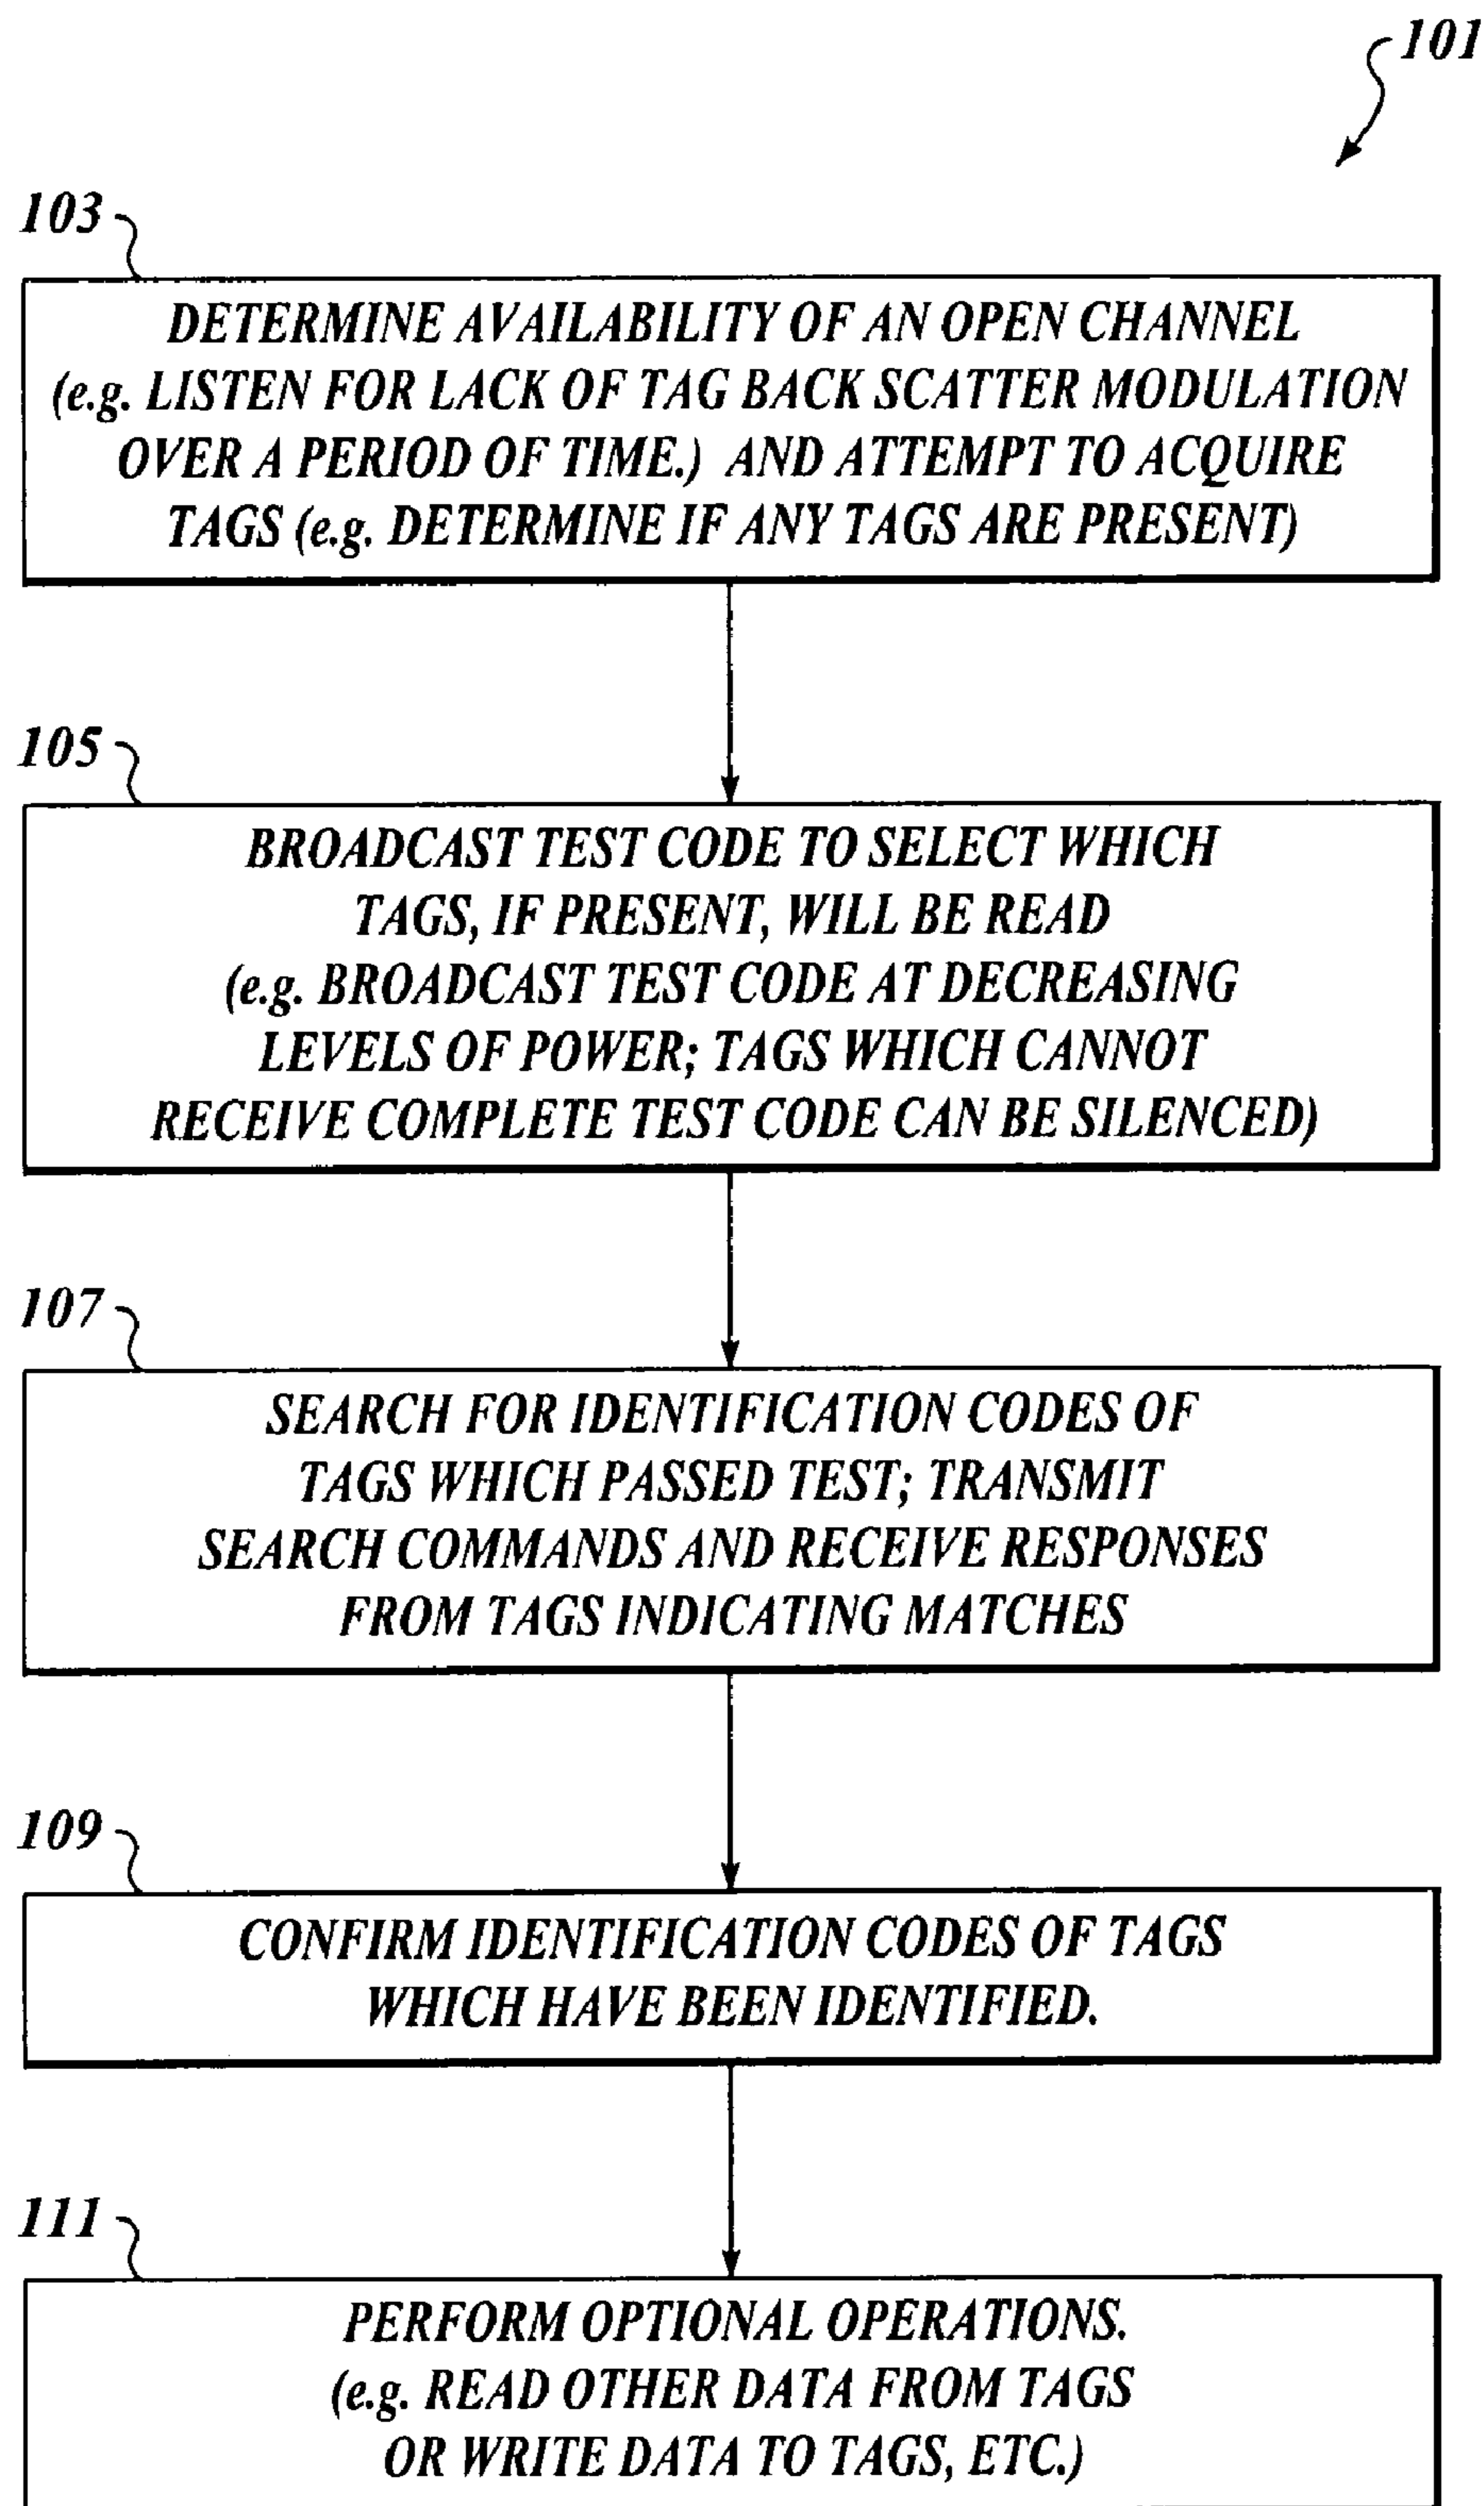 101
103
DETERMINE AVAILABILITY OF AN OPEN CHANNEL
(e.g. LISTEN FOR LACK OF TAG BACK SCATTER MODULATION
OVER A PERIOD OF TIME.) AND ATTEMPT TO ACQUIRE
TAGS (e.g. DETERMINE IF ANY TAGS ARE PRESENT)
105
BROADCAST TEST CODE TO SELECT WHICH
TAGS, IF PRESENT, WILL BE READ
(e.g. BROADCAST TEST CODE AT DECREASING
LEVELS OF POWER; TAGS WHICH CANNOT
RECEIVE COMPLETE TEST CODE CAN BE SILENCED)
107
SEARCH FOR IDENTIFICATION CODES OF
TAGS WHICH PASSED TEST; TRANSMIT
SEARCH COMMANDS AND RECEIVE RESPONSES
FROM TAGS INDICATING MATCHES
109
CONFIRM IDENTIFICATION CODES OF TAGS
WHICH HAVE BEEN IDENTIFIED.
111
PERFORM OPTIONAL OPERATIONS.
(e.g. READ OTHER DATA FROM TAGS
OR WRITE DATA TO TAGS, ETC.)